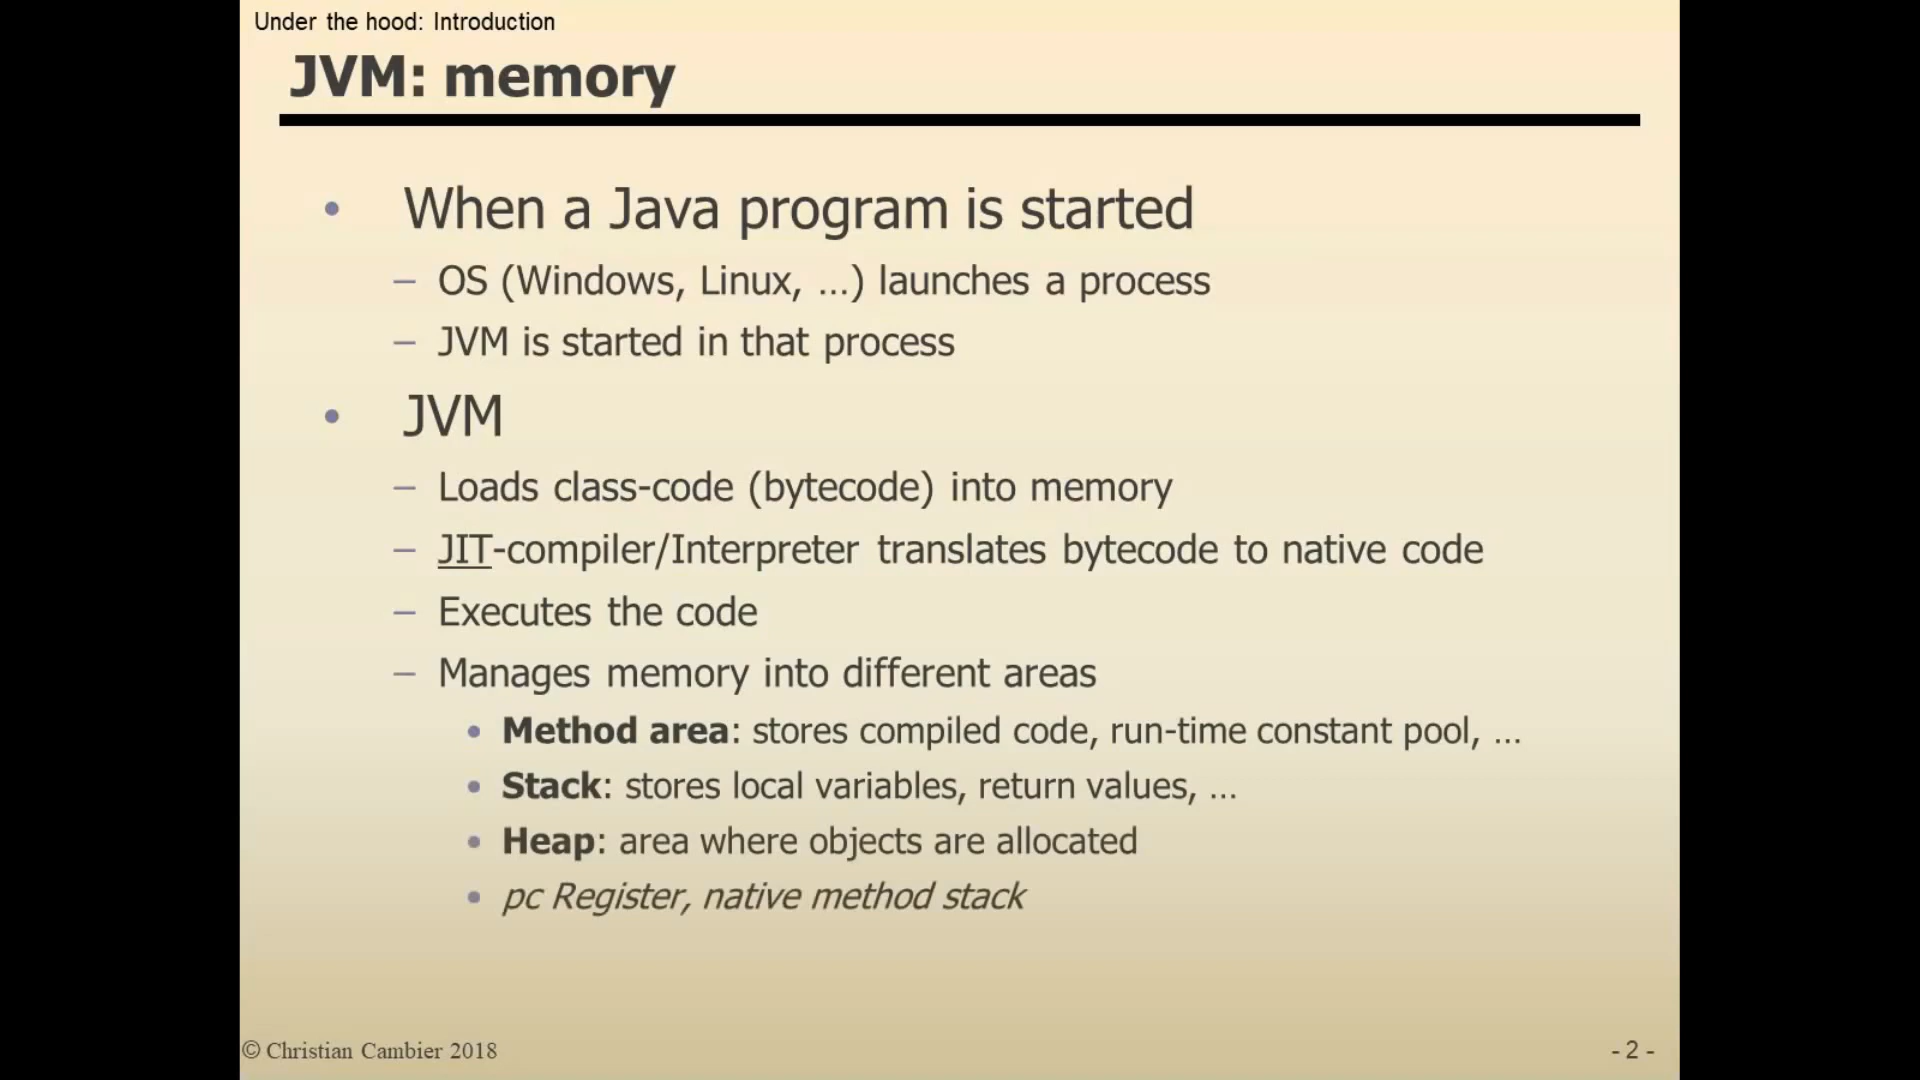 Under the hood: Introduction
JVM: memory
• When a Java program is started
– OS (Windows, Linux, ...) launches a process
– JVM is started in that process
• JVM
– Loads class-code (bytecode) into memory
– JIT-compiler/Interpreter translates bytecode to native code
– Executes the code
– Manages memory into different areas
• Method area: stores compiled code, run-time constant pool, ...
• Stack: stores local variables, return values, ...
• Heap: area where objects are allocated
• pc Register, native method stack
© Christian Cambier 2018
- 2 -